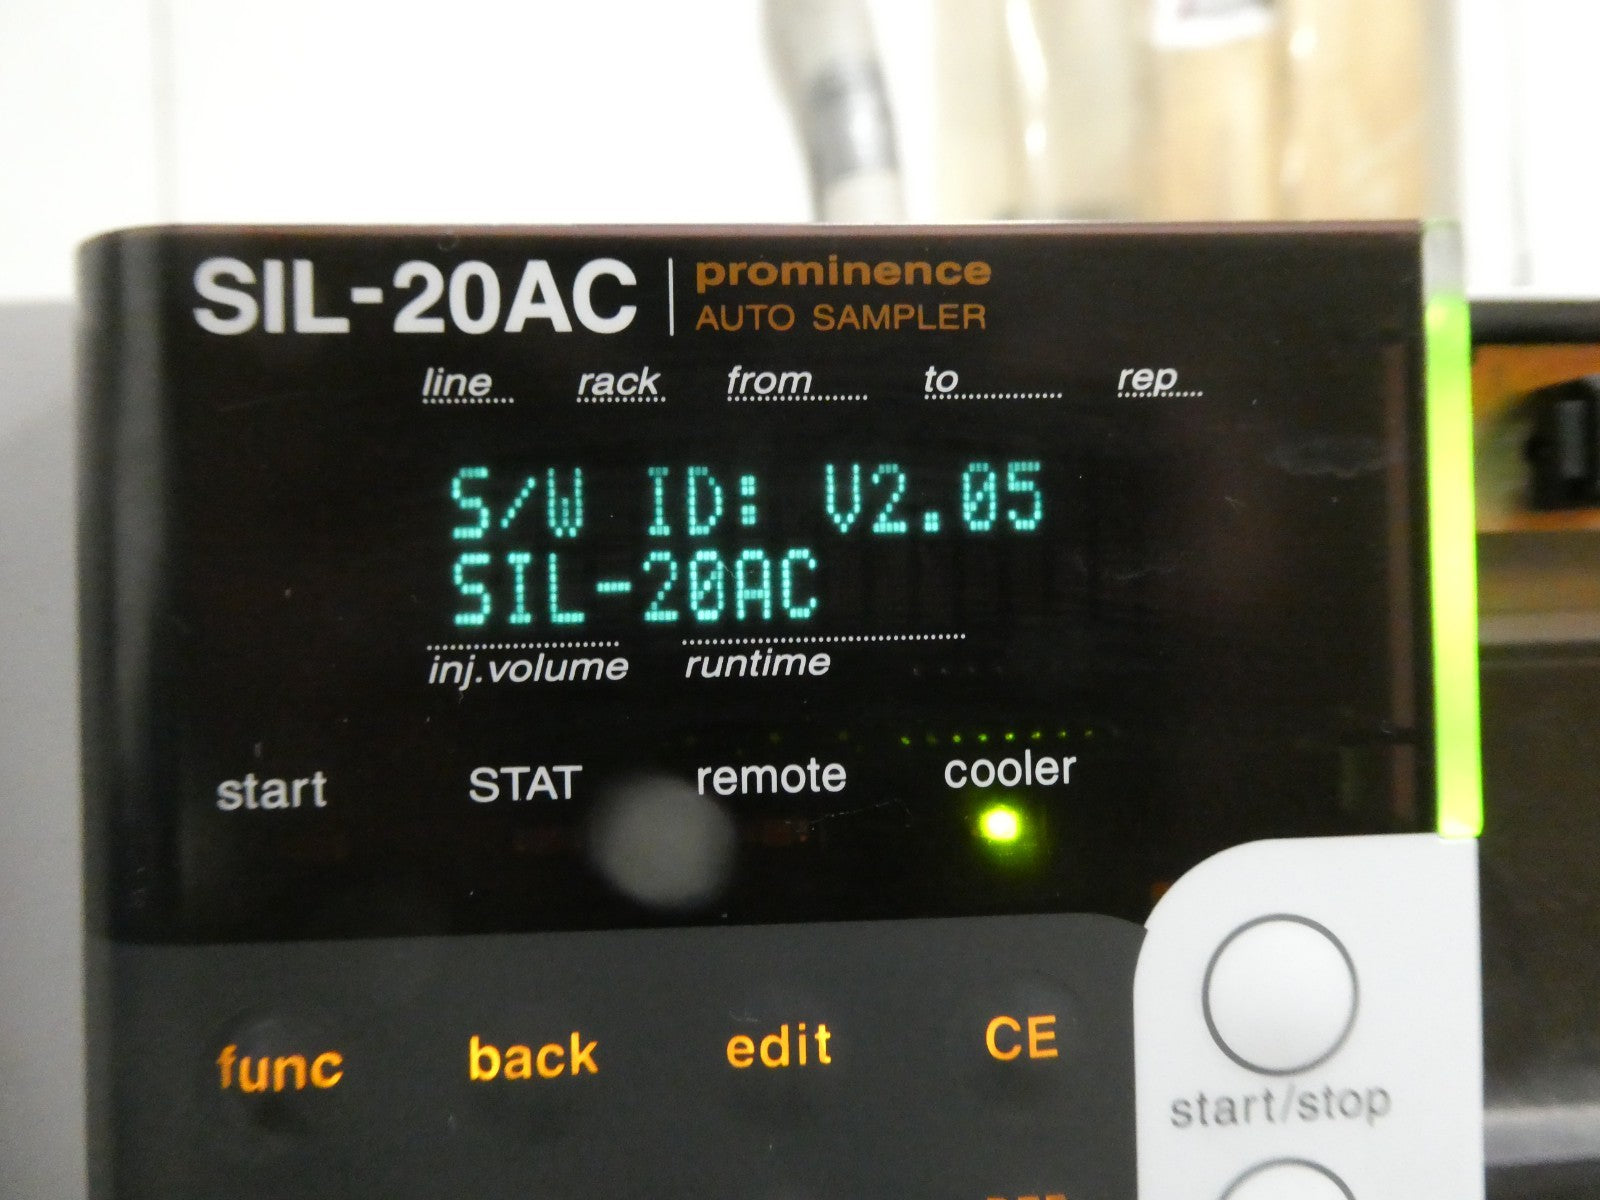 SIL-20AC
prominence
AUTO SAMPLER
line rack from to rep
S/W ID: V2.05
SIL-20AC
inj.volume runtime
start STAT remote cooler
func back edit CE
start/stop